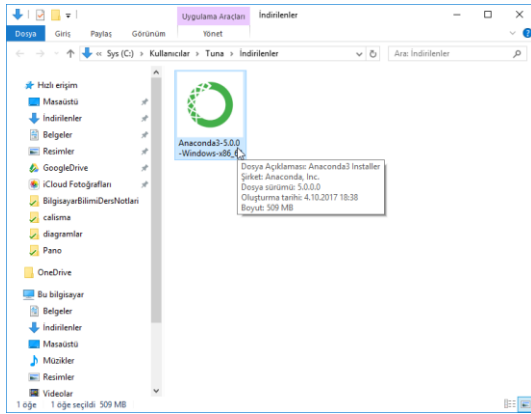 Uygulama Araçları
İndirilenler
Dosya Giriş Paylaş Görünüm Yönet
« Sys (C:) › Kullanıcılar › Tuna › İndirilenler
Ara: İndirilenler
Hızlı erişim
Masaüstü
İndirilenler
Belgeler
Resimler
GoogleDrive
iCloud Fotoğrafları
BilgisayarBilimiDersNotlari
calisma
diagramlar
Pano
OneDrive
Bu bilgisayar
Belgeler
İndirilenler
Masaüstü
Müzikler
Resimler
Videolar
Anaconda3-5.0.0
-Windows-x86_6
Dosya Açıklaması: Anaconda3 Installer
Şirket: Anaconda, Inc.
Dosya sürümü: 5.0.0.0
Oluşturma tarihi: 4.10.2017 18:38
Boyut: 509 MB
1 öge 1 öge seçildi 509 MB